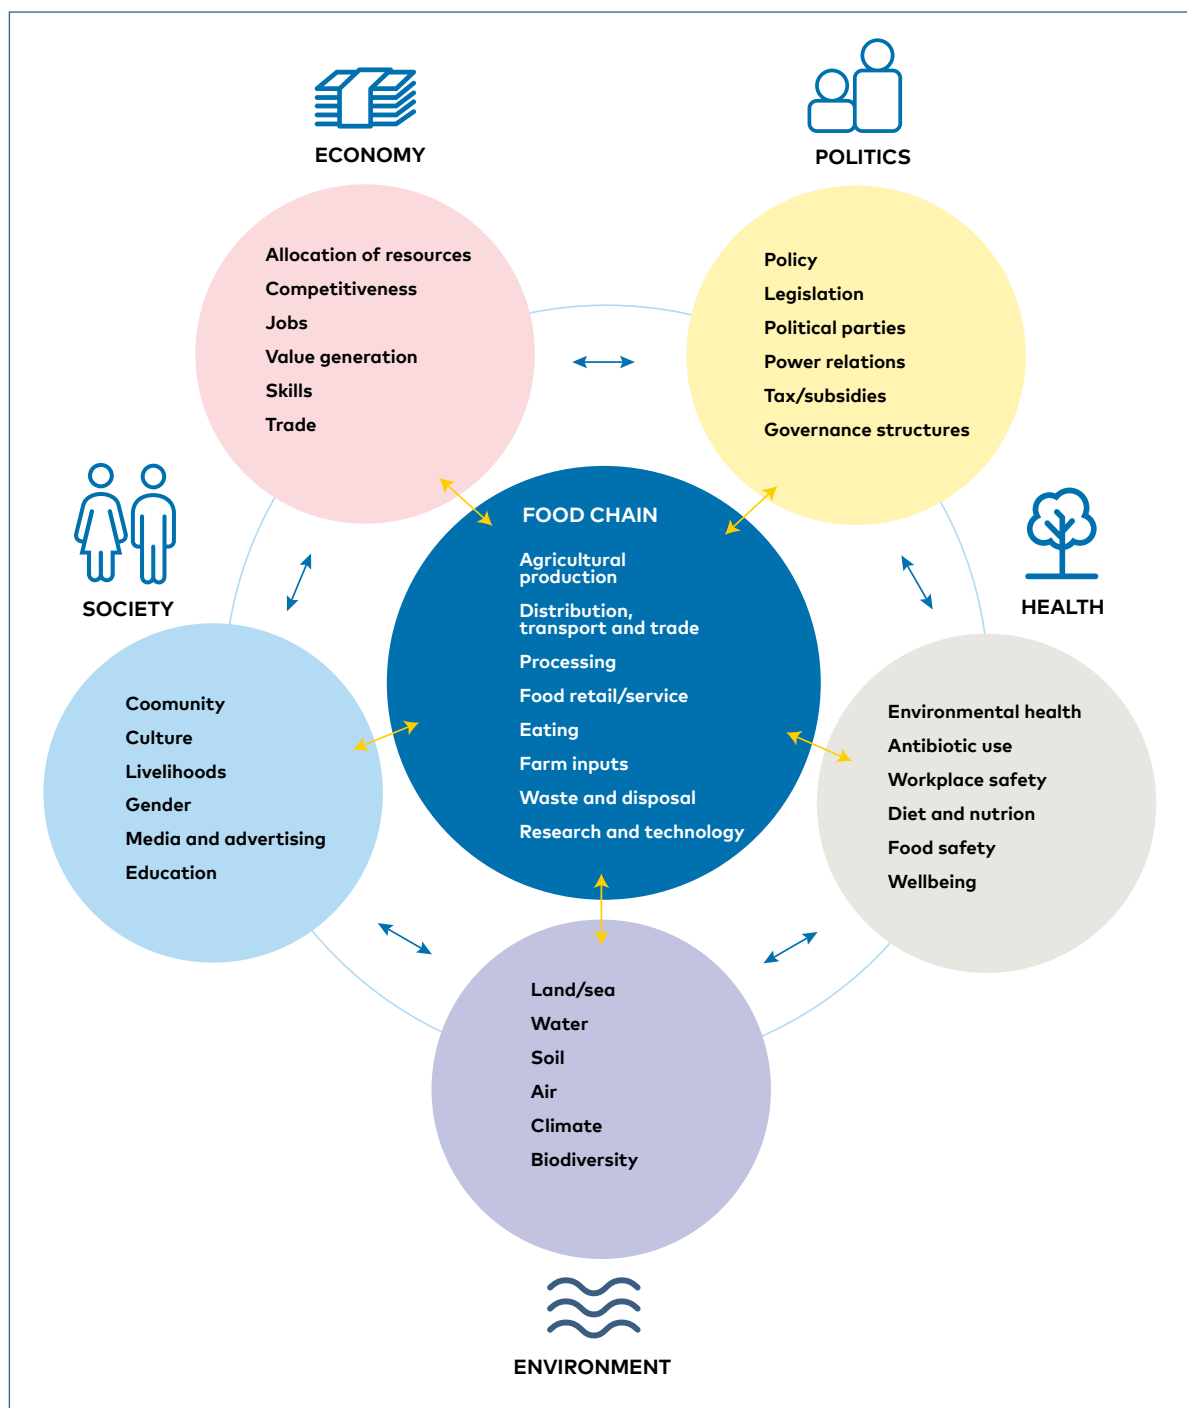 ECONOMY
Allocation of resources
Competitiveness
Jobs
Value generation
Skills
Trade
POLITICS
Policy
Legislation
Political parties
Power relations
Tax/subsidies
Governance structures
SOCIETY
Coomunity
Culture
Livelihoods
Gender
Media and advertising
Education
FOOD CHAIN
Agricultural
production
Distribution,
transport and trade
Processing
Food retail/service
Eating
Farm inputs
Waste and disposal
Research and technology
HEALTH
Environmental health
Antibiotic use
Workplace safety
Diet and nutrion
Food safety
Wellbeing
Land/sea
Water
Soil
Air
Climate
Biodiversity
ENVIRONMENT